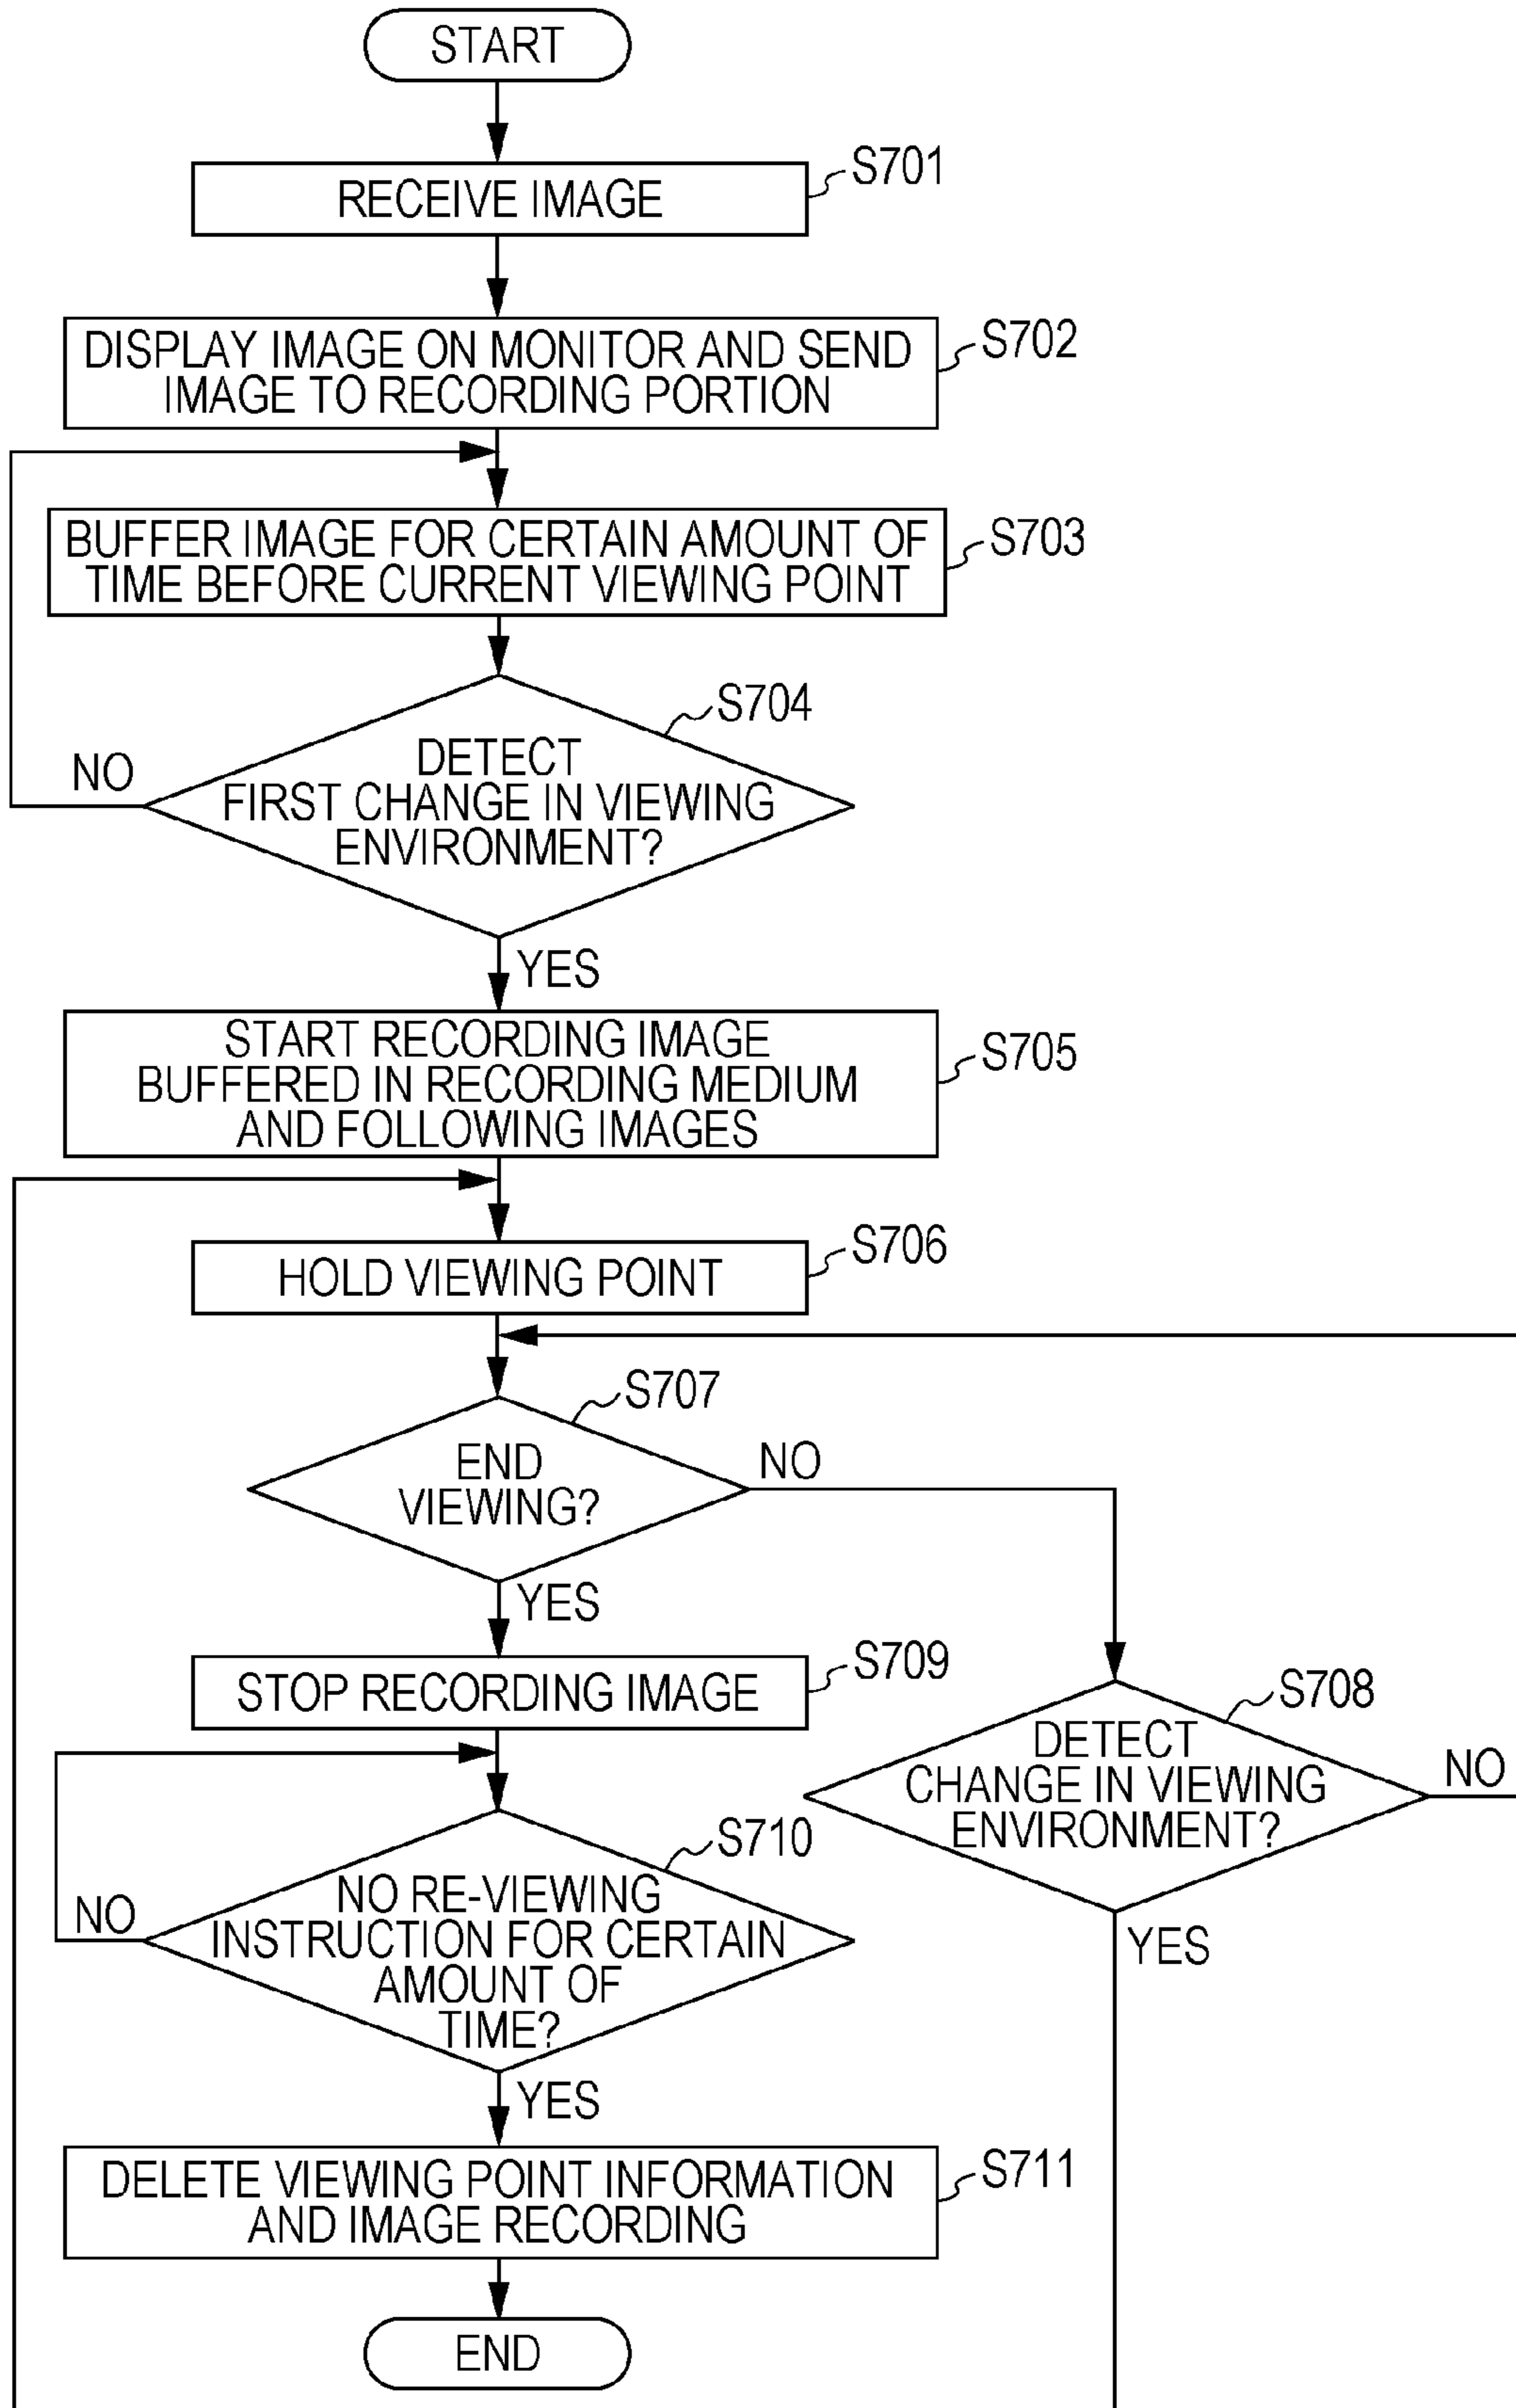 START
RECEIVE IMAGE
S701
DISPLAY IMAGE ON MONITOR AND SEND
IMAGE TO RECORDING PORTION
S702
BUFFER IMAGE FOR CERTAIN AMOUNT OF
TIME BEFORE CURRENT VIEWING POINT
S703
S704
DETECT
FIRST CHANGE IN VIEWING
ENVIRONMENT?
NO
YES
START RECORDING IMAGE
BUFFERED IN RECORDING MEDIUM
AND FOLLOWING IMAGES
S705
HOLD VIEWING POINT
S706
S707
END
VIEWING?
NO
YES
STOP RECORDING IMAGE
S709
S708
DETECT
CHANGE IN VIEWING
ENVIRONMENT?
NO
YES
S710
NO RE-VIEWING
INSTRUCTION FOR CERTAIN
AMOUNT OF
TIME?
NO
YES
DELETE VIEWING POINT INFORMATION
AND IMAGE RECORDING
S711
END